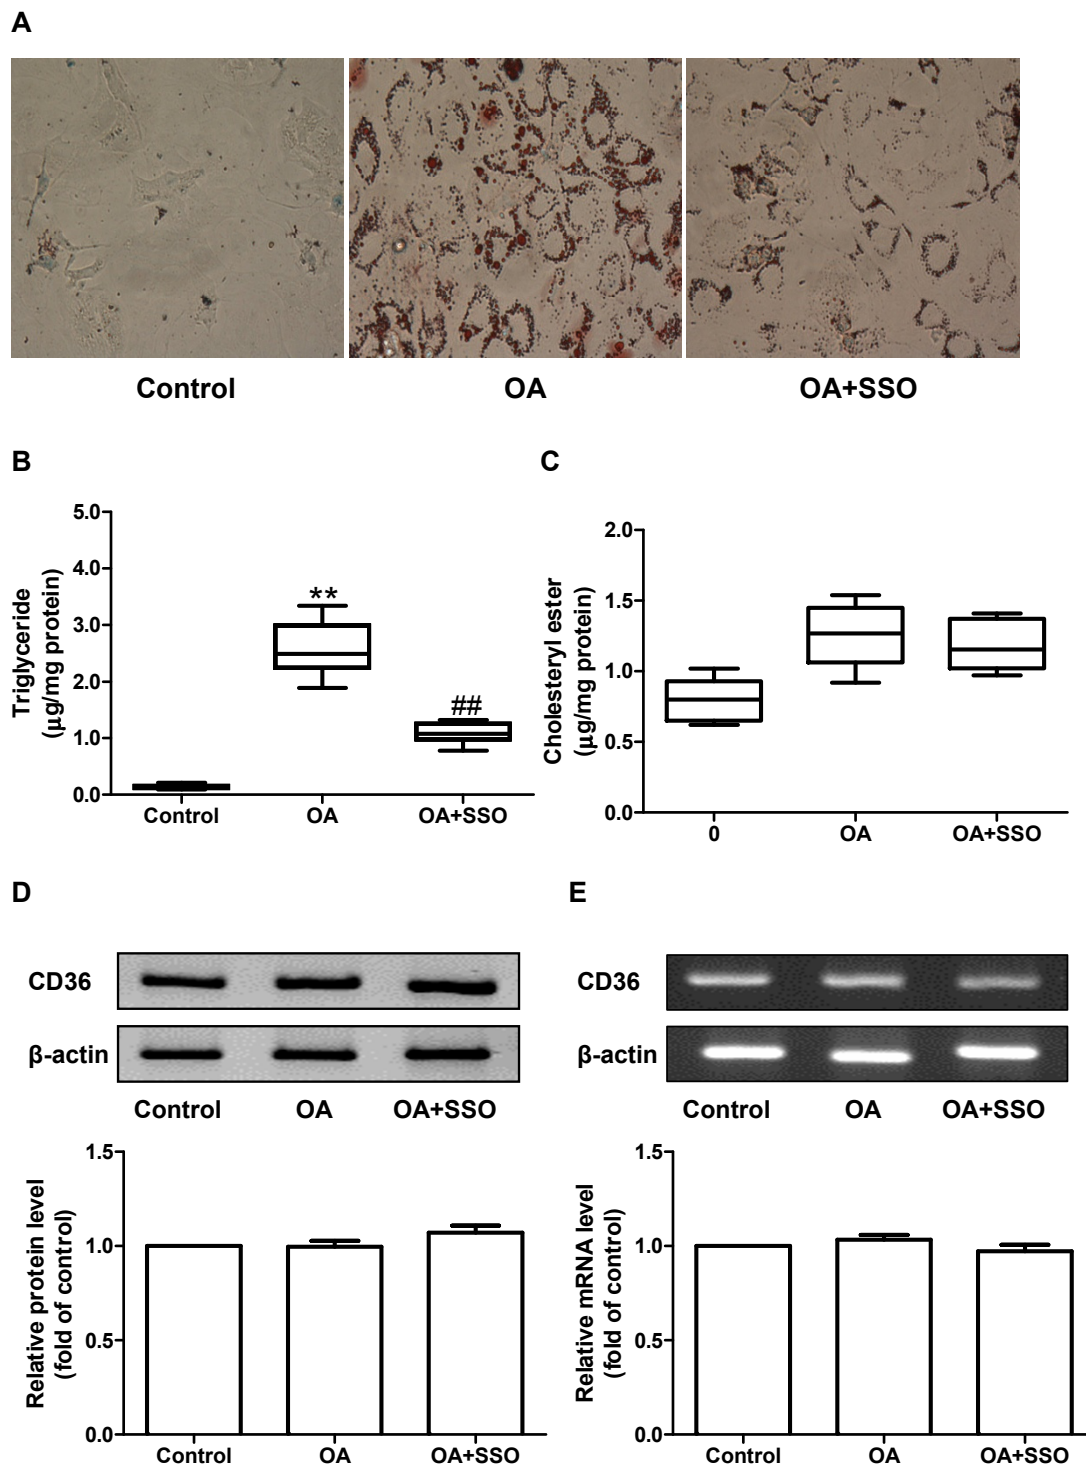 A
Control OA OA+SSO
B
Triglyceride
(μg/mg protein)
5.0
4.0
3.0
2.0
1.0
0.0
**
##
Control OA OA+SSO
C
Cholesteryl ester
(μg/mg protein)
2.0
1.5
1.0
0.5
0.0
0 OA OA+SSO
D
CD36
β-actin
Control OA OA+SSO
Relative protein level
(fold of control)
1.5
1.0
0.5
0.0
Control OA OA+SSO
E
CD36
β-actin
Control OA OA+SSO
Relative mRNA level
(fold of control)
1.5
1.0
0.5
0.0
Control OA OA+SSO